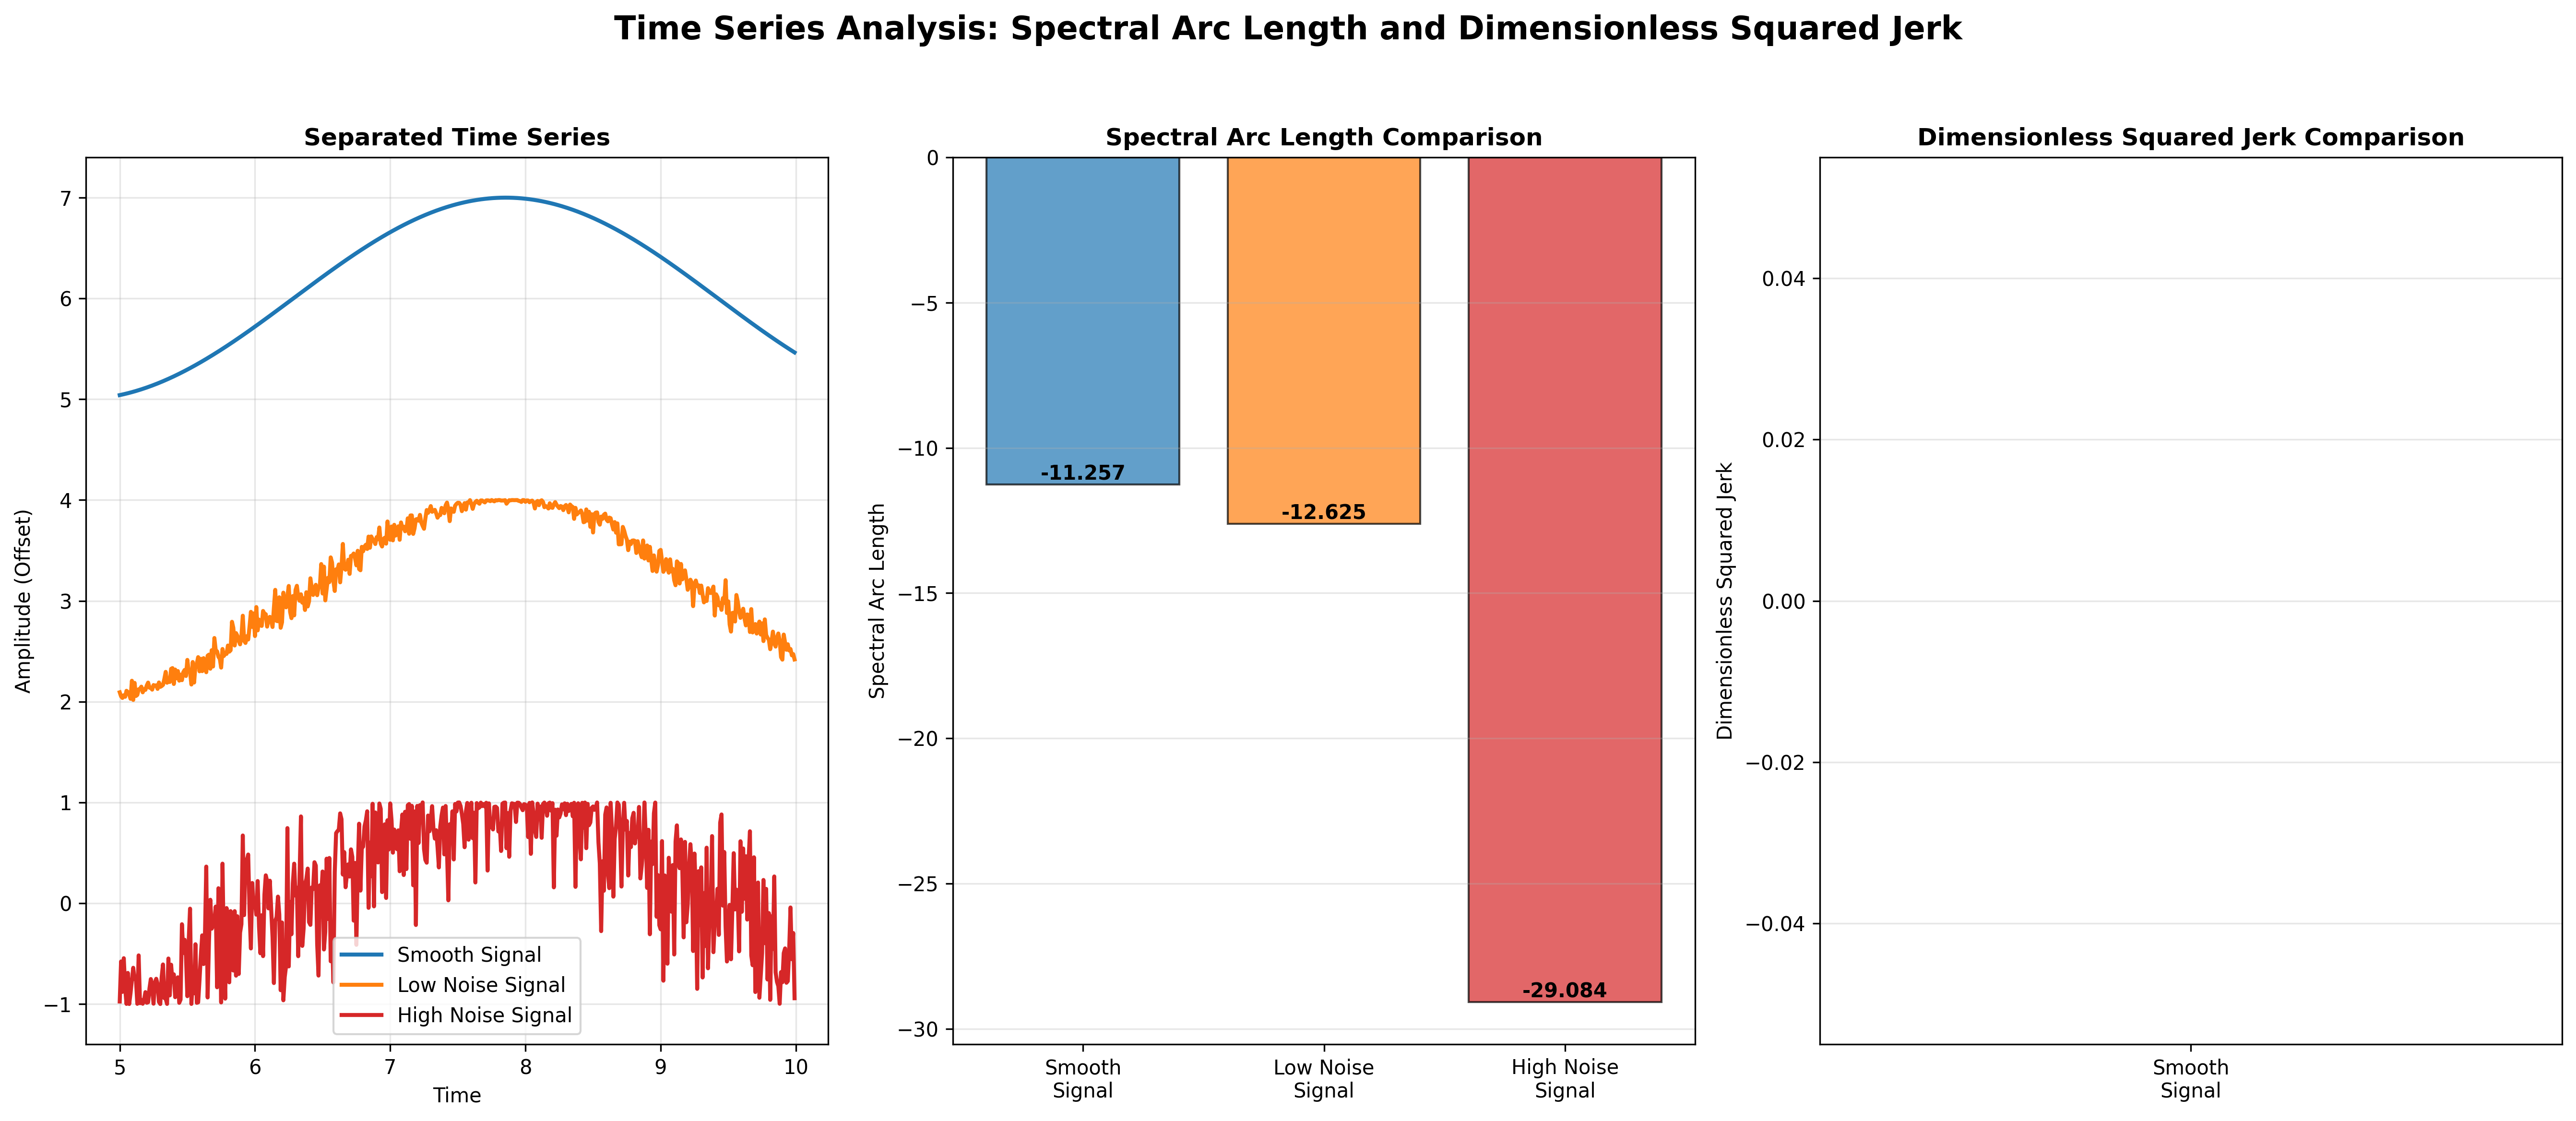 Time Series Analysis: Spectral Arc Length and Dimensionless Squared Jerk
Separated Time Series
Amplitude (Offset)
7
6
5
4
3
2
1
0
−1
Smooth Signal
Low Noise Signal
High Noise Signal
5 6 7 8 9 10
Time
Spectral Arc Length Comparison
Spectral Arc Length
0
−5
−10
−15
−20
−25
−30
-11.257
-12.625
-29.084
Smooth Low Noise High Noise
Signal Signal Signal
Dimensionless Squared Jerk Comparison
Dimensionless Squared Jerk
0.04
0.02
0.00
−0.02
−0.04
Smooth
Signal